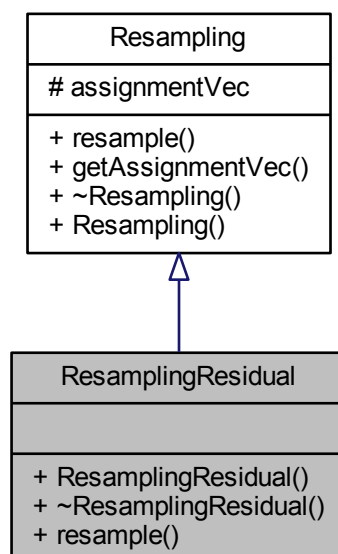 Resampling
# assignmentVec
+ resample()
+ getAssignmentVec()
+ ~Resampling()
+ Resampling()
ResamplingResidual
+ ResamplingResidual()
+ ~ResamplingResidual()
+ resample()